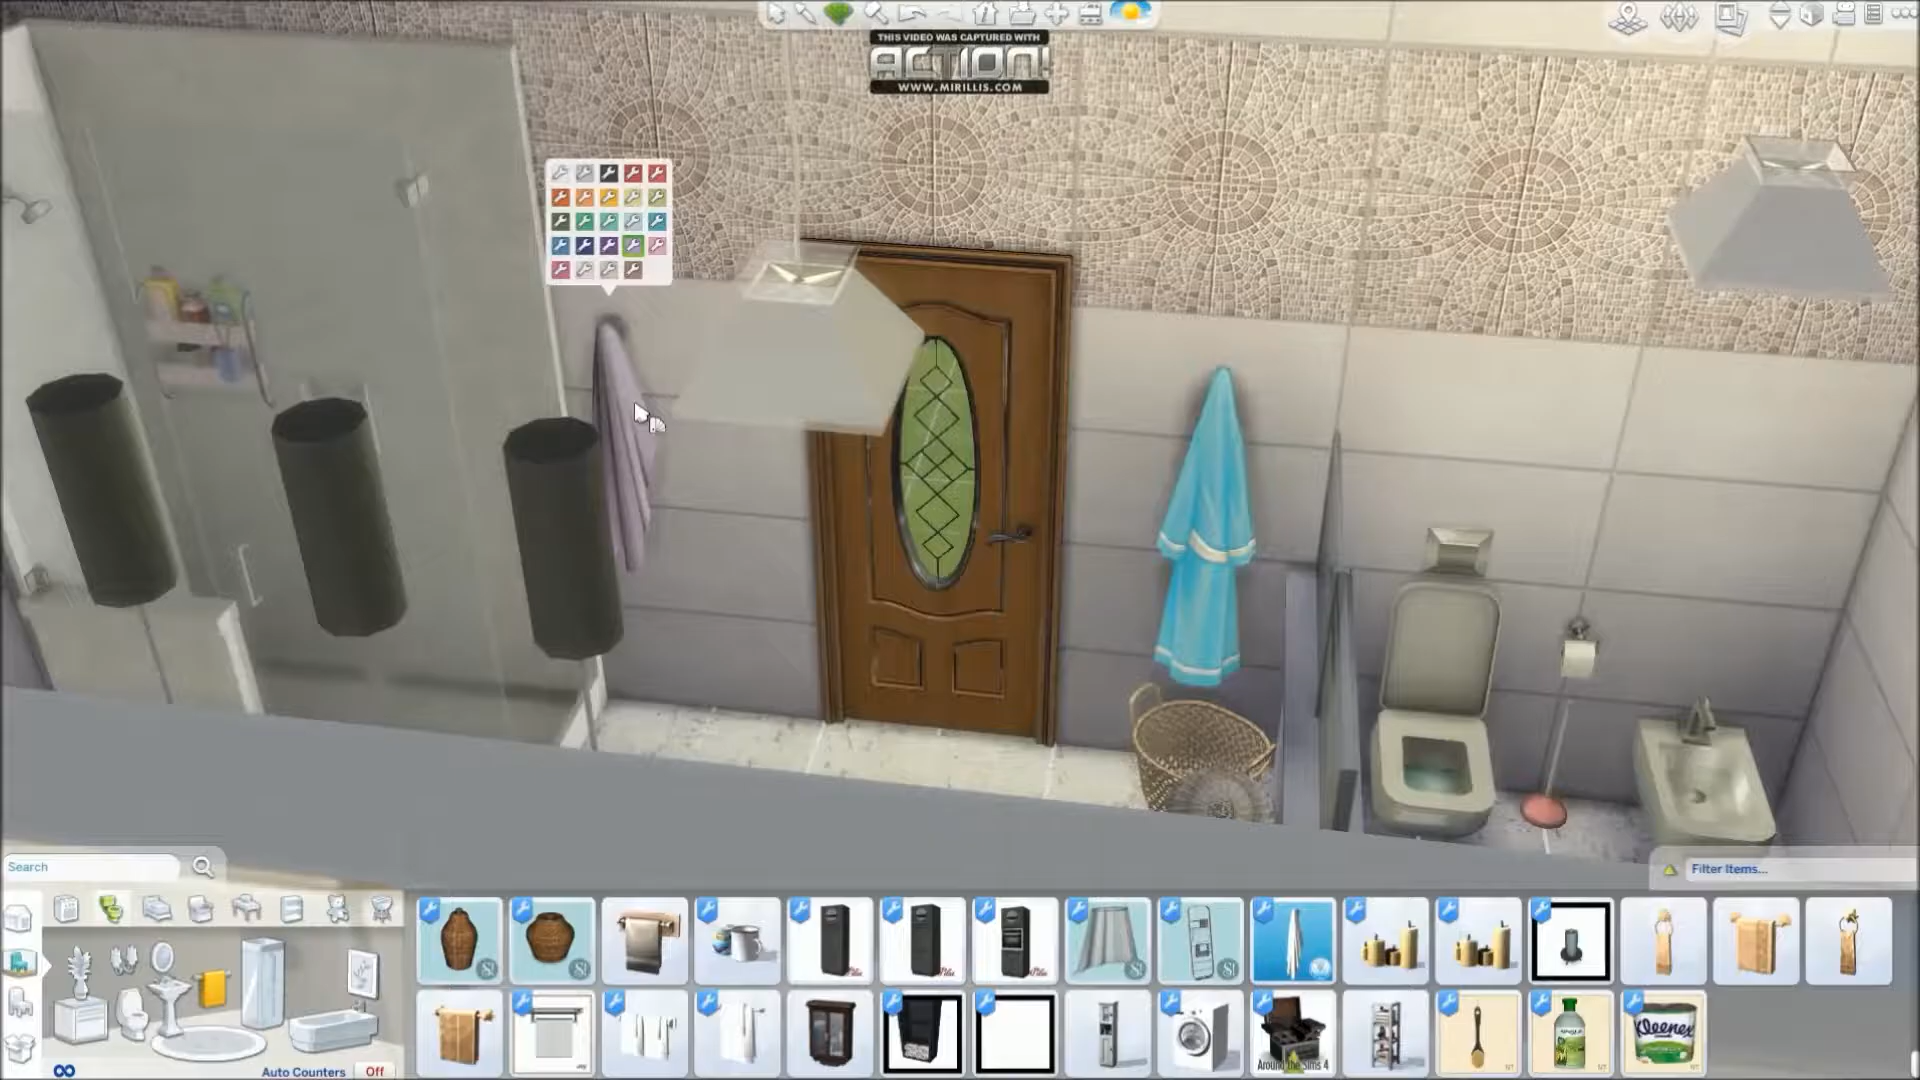 THIS VIDEO WAS CAPTURED WITH
ACTION!
WWW.MIRILLIS.COM
Search
Filter Items...
Kleenex
Around the Sims 4
Auto Counters
Off